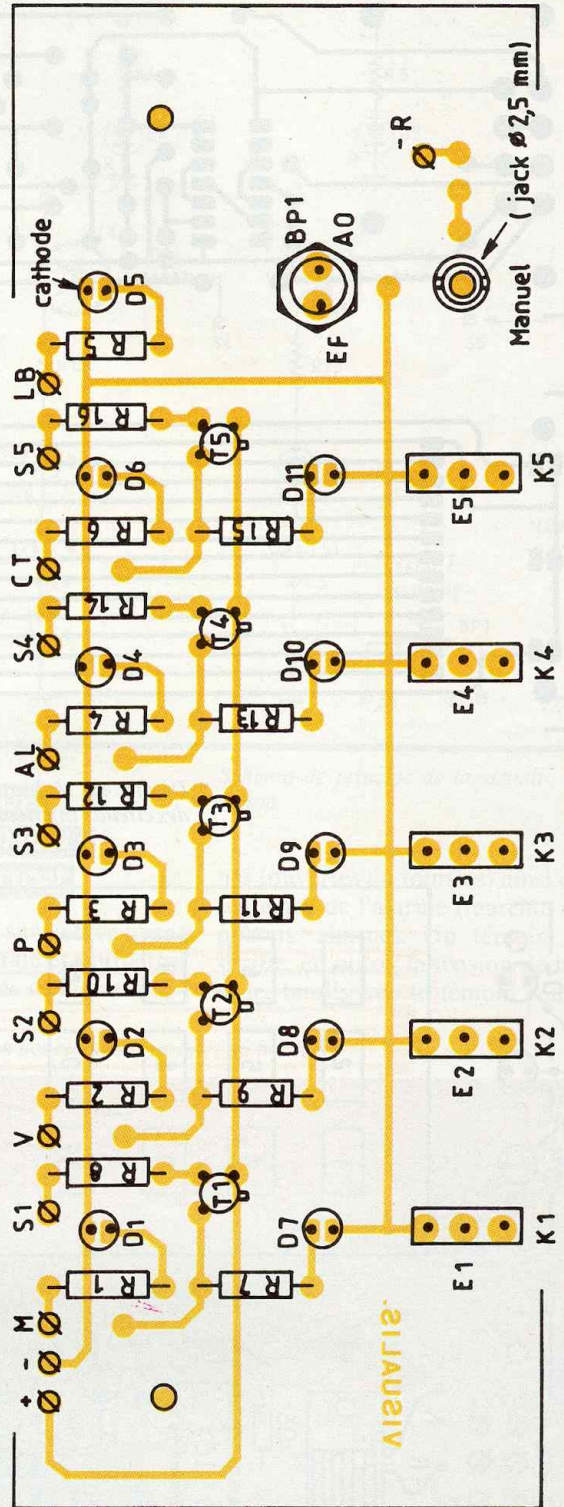 + - M S1 V S2 P S3 AL S4 CT S5 LB
cathode
R1 R8 R2 R10 R3 R12 R4 R14 R6 R16 R5
D1 D2 D3 D4 D6 D5
T1 T2 T3 T4 T5
R7 R9 R11 R13 R15
D7 D8 D9 D10 D11
EF BP1
AO
- R
VISUALIS.
E1 E2 E3 E4 E5
Manuel
( jack ø 2,5 mm)
K1 K2 K3 K4 K5